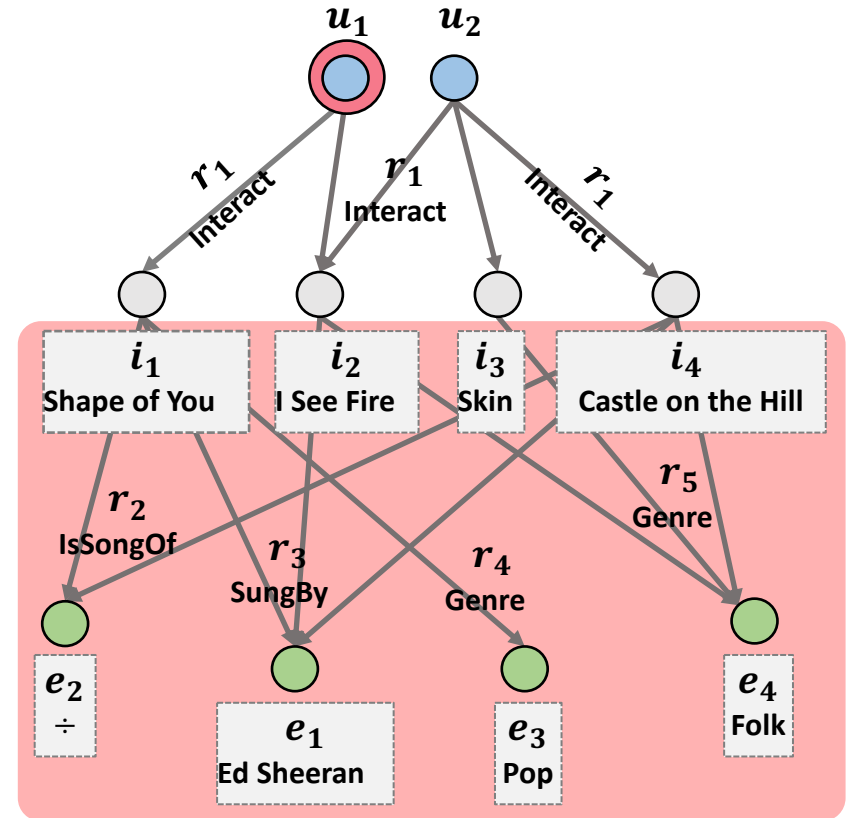 u₁ u₂
r₁
Interact
r₁
Interact
r₁
Interact
i₁
Shape of You
i₂
I See Fire
i₃
Skin
i₄
Castle on the Hill
r₂
IsSongOf
r₃
SungBy
r₄
Genre
r₅
Genre
e₂
÷
e₁
Ed Sheeran
e₃
Pop
e₄
Folk